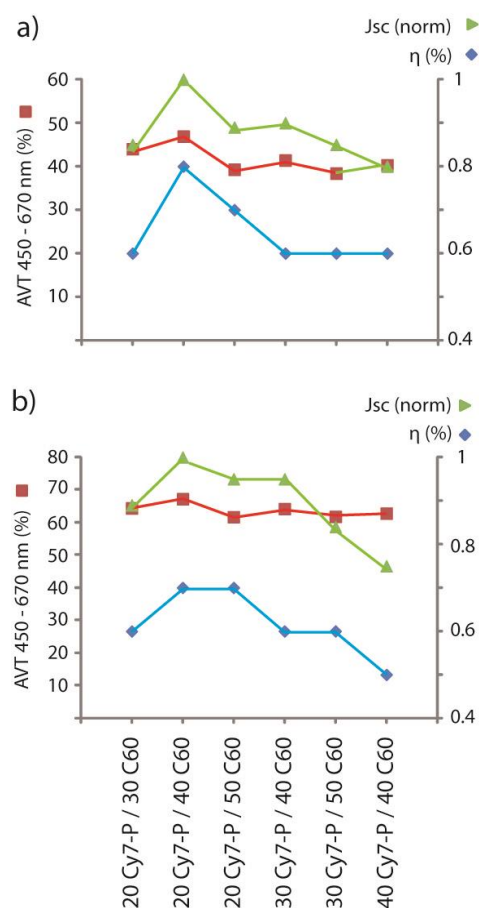 a)
Jsc (norm)
η (%)
AVT 450 - 670 nm (%)
60
50
40
30
20
10
1
0.8
0.6
0.4
b)
Jsc (norm)
η (%)
AVT 450 - 670 nm (%)
80
70
60
50
40
30
20
10
1
0.8
0.6
0.4
20 Cy7-P / 30 C60
20 Cy7-P / 40 C60
20 Cy7-P / 50 C60
30 Cy7-P / 40 C60
30 Cy7-P / 50 C60
40 Cy7-P / 40 C60